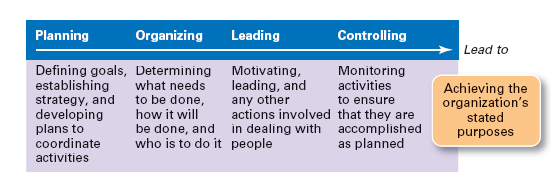 Planning
Organizing
Leading
Controlling
Lead to
Defining goals,
establishing
strategy, and
developing
plans to
coordinate
activities
Determining
what needs
to be done,
how it will
be done, and
who is to do it
Motivating,
leading, and
any other
actions involved
in dealing with
people
Monitoring
activities
to ensure
that they are
accomplished
as planned
Achieving the
organization's
stated
purposes